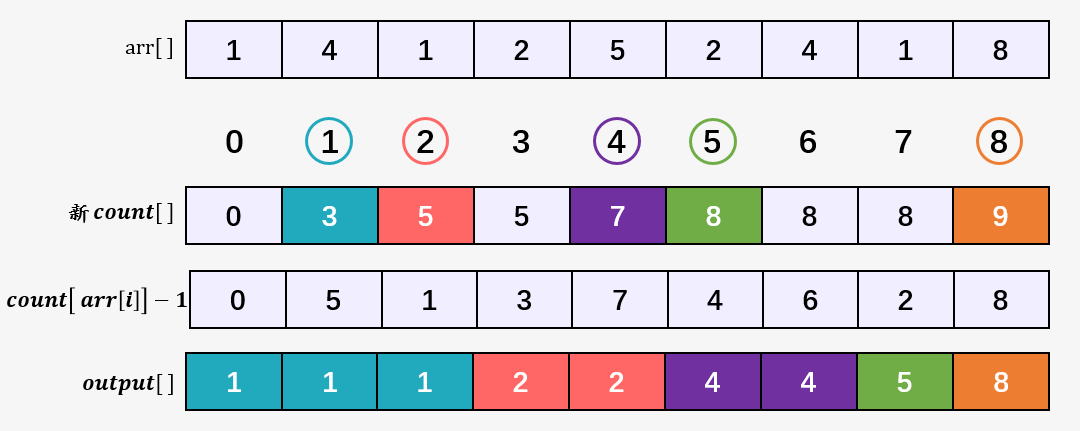 arr[ ] 1 4 1 2 5 2 4 1 8
0 1 2 3 4 5 6 7 8
新 count[ ] 0 3 5 5 7 8 8 8 9
count[ arr[i]] − 1 0 5 1 3 7 4 6 2 8
output[ ] 1 1 1 2 2 4 4 5 8